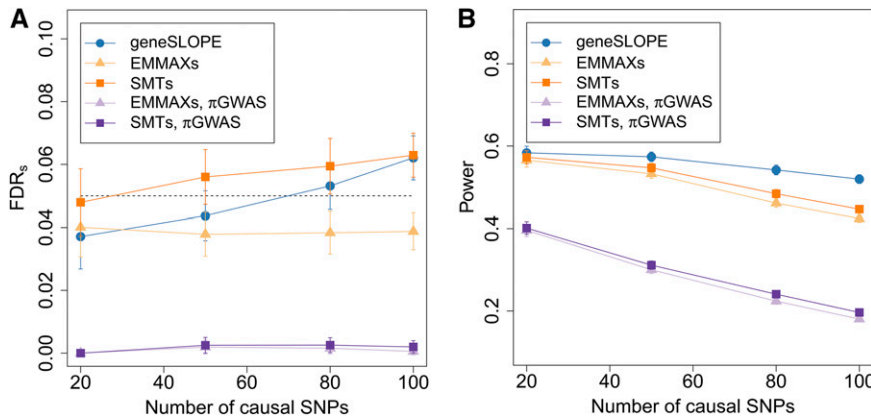 A
geneSLOPE
EMMAXs
SMTs
EMMAXs, πGWAS
SMTs, πGWAS
FDRs
0.10
0.08
0.06
0.04
0.02
0.00
20 40 60 80 100
Number of causal SNPs
B
geneSLOPE
EMMAXs
SMTs
EMMAXs, πGWAS
SMTs, πGWAS
Power
0.8
0.6
0.4
0.2
20 40 60 80 100
Number of causal SNPs